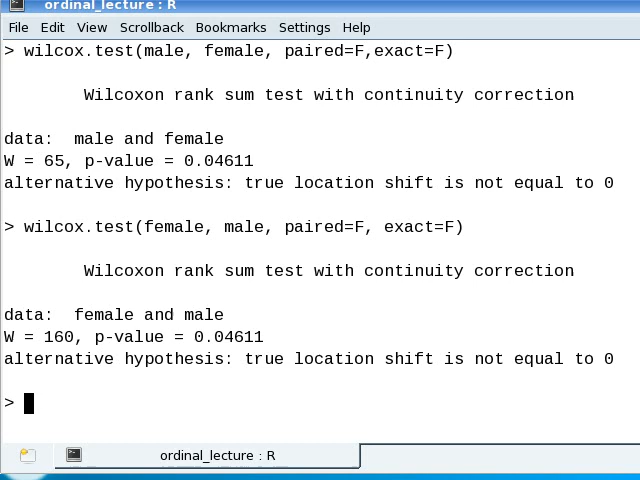 ordinal_lecture : R
File Edit View Scrollback Bookmarks Settings Help
> wilcox.test(male, female, paired=F,exact=F)
Wilcoxon rank sum test with continuity correction
data:  male and female
W = 65, p-value = 0.04611
alternative hypothesis: true location shift is not equal to 0
> wilcox.test(female, male, paired=F, exact=F)
Wilcoxon rank sum test with continuity correction
data:  female and male
W = 160, p-value = 0.04611
alternative hypothesis: true location shift is not equal to 0
>
ordinal_lecture : R